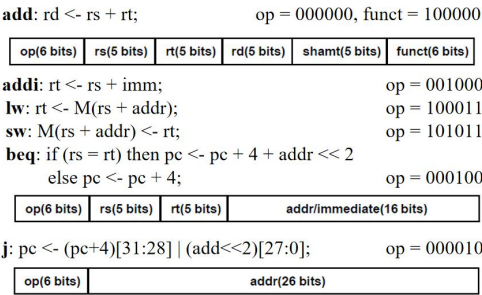 add: rd <- rs + rt; op = 000000, funct = 100000
op(6 bits) rs(5 bits) rt(5 bits) rd(5 bits) shamt(5 bits) funct(6 bits)
addi: rt <- rs + imm; op = 001000
lw: rt <- M(rs + addr); op = 100011
sw: M(rs + addr) <- rt; op = 101011
beq: if (rs = rt) then pc <- pc + 4 + addr << 2
else pc <- pc + 4; op = 000100
op(6 bits) rs(5 bits) rt(5 bits) addr/immediate(16 bits)
j: pc <- (pc+4)[31:28] | (add<<2)[27:0]; op = 000010
op(6 bits) addr(26 bits)